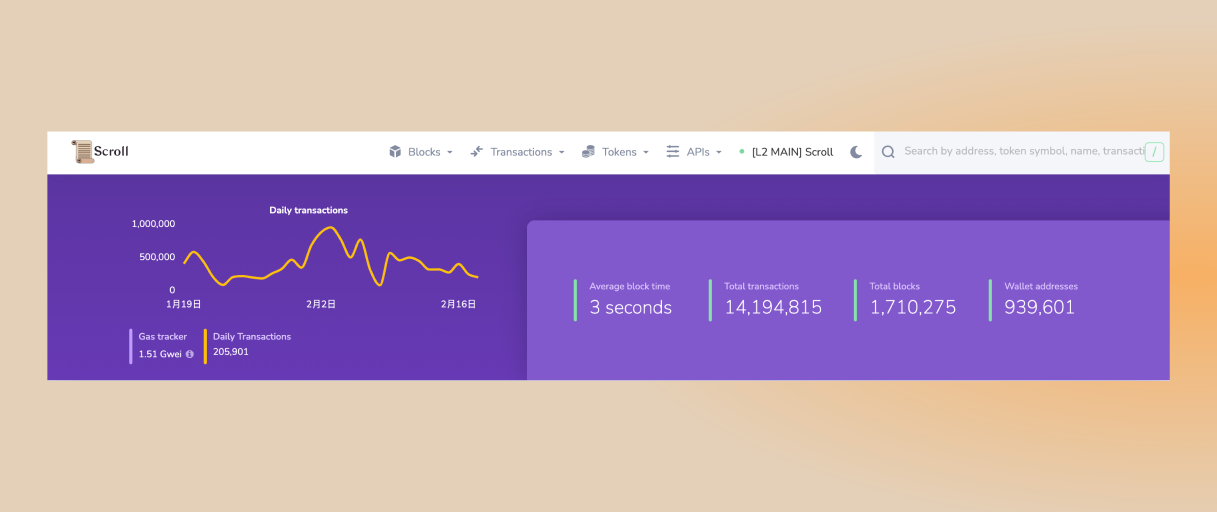 Scroll
Blocks
Transactions
Tokens
APIs
[L2 MAIN] Scroll
Search by address, token symbol, name, transacti
/
Daily transactions
1,000,000
500,000
0
1月19日
2月2日
2月16日
Gas tracker
1.51 Gwei
Daily Transactions
205,901
Average block time
3 seconds
Total transactions
14,194,815
Total blocks
1,710,275
Wallet addresses
939,601